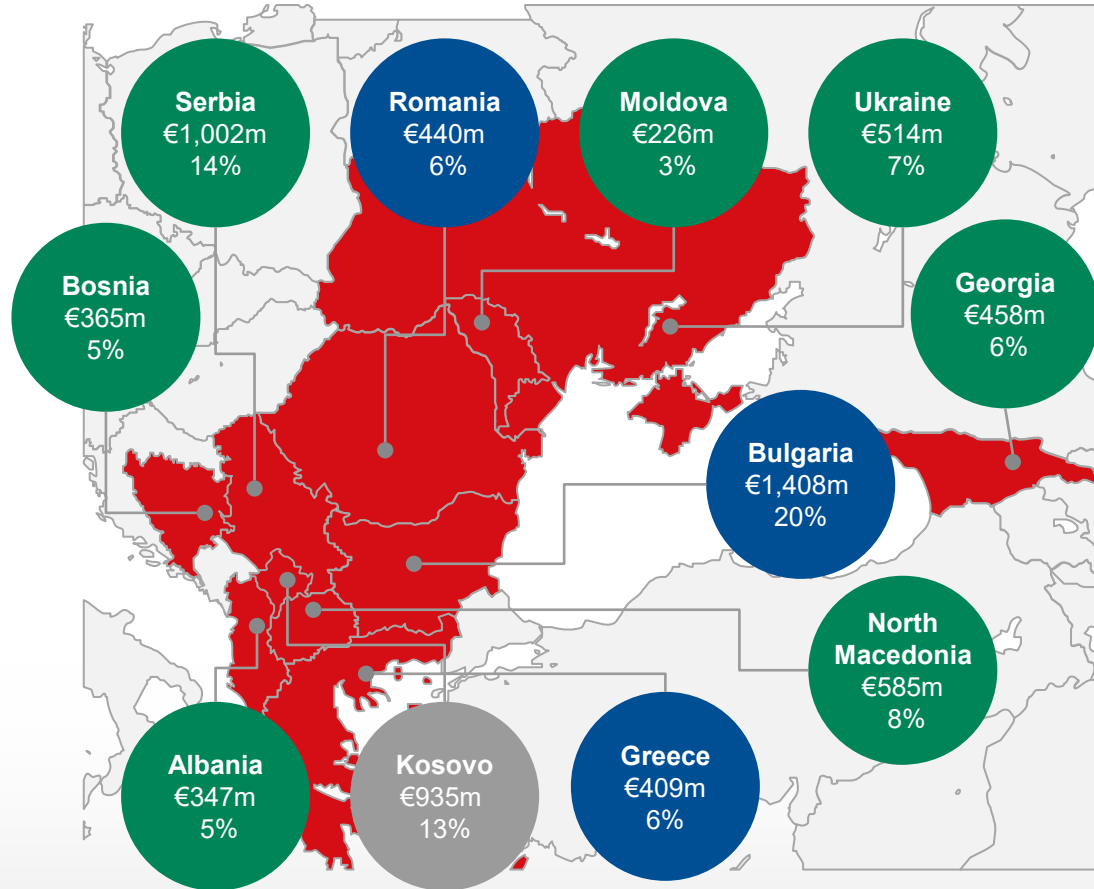 Serbia
€1,002m
14%
Romania
€440m
6%
Moldova
€226m
3%
Ukraine
€514m
7%
Bosnia
€365m
5%
Georgia
€458m
6%
Bulgaria
€1,408m
20%
North
Macedonia
€585m
8%
Albania
€347m
5%
Kosovo
€935m
13%
Greece
€409m
6%